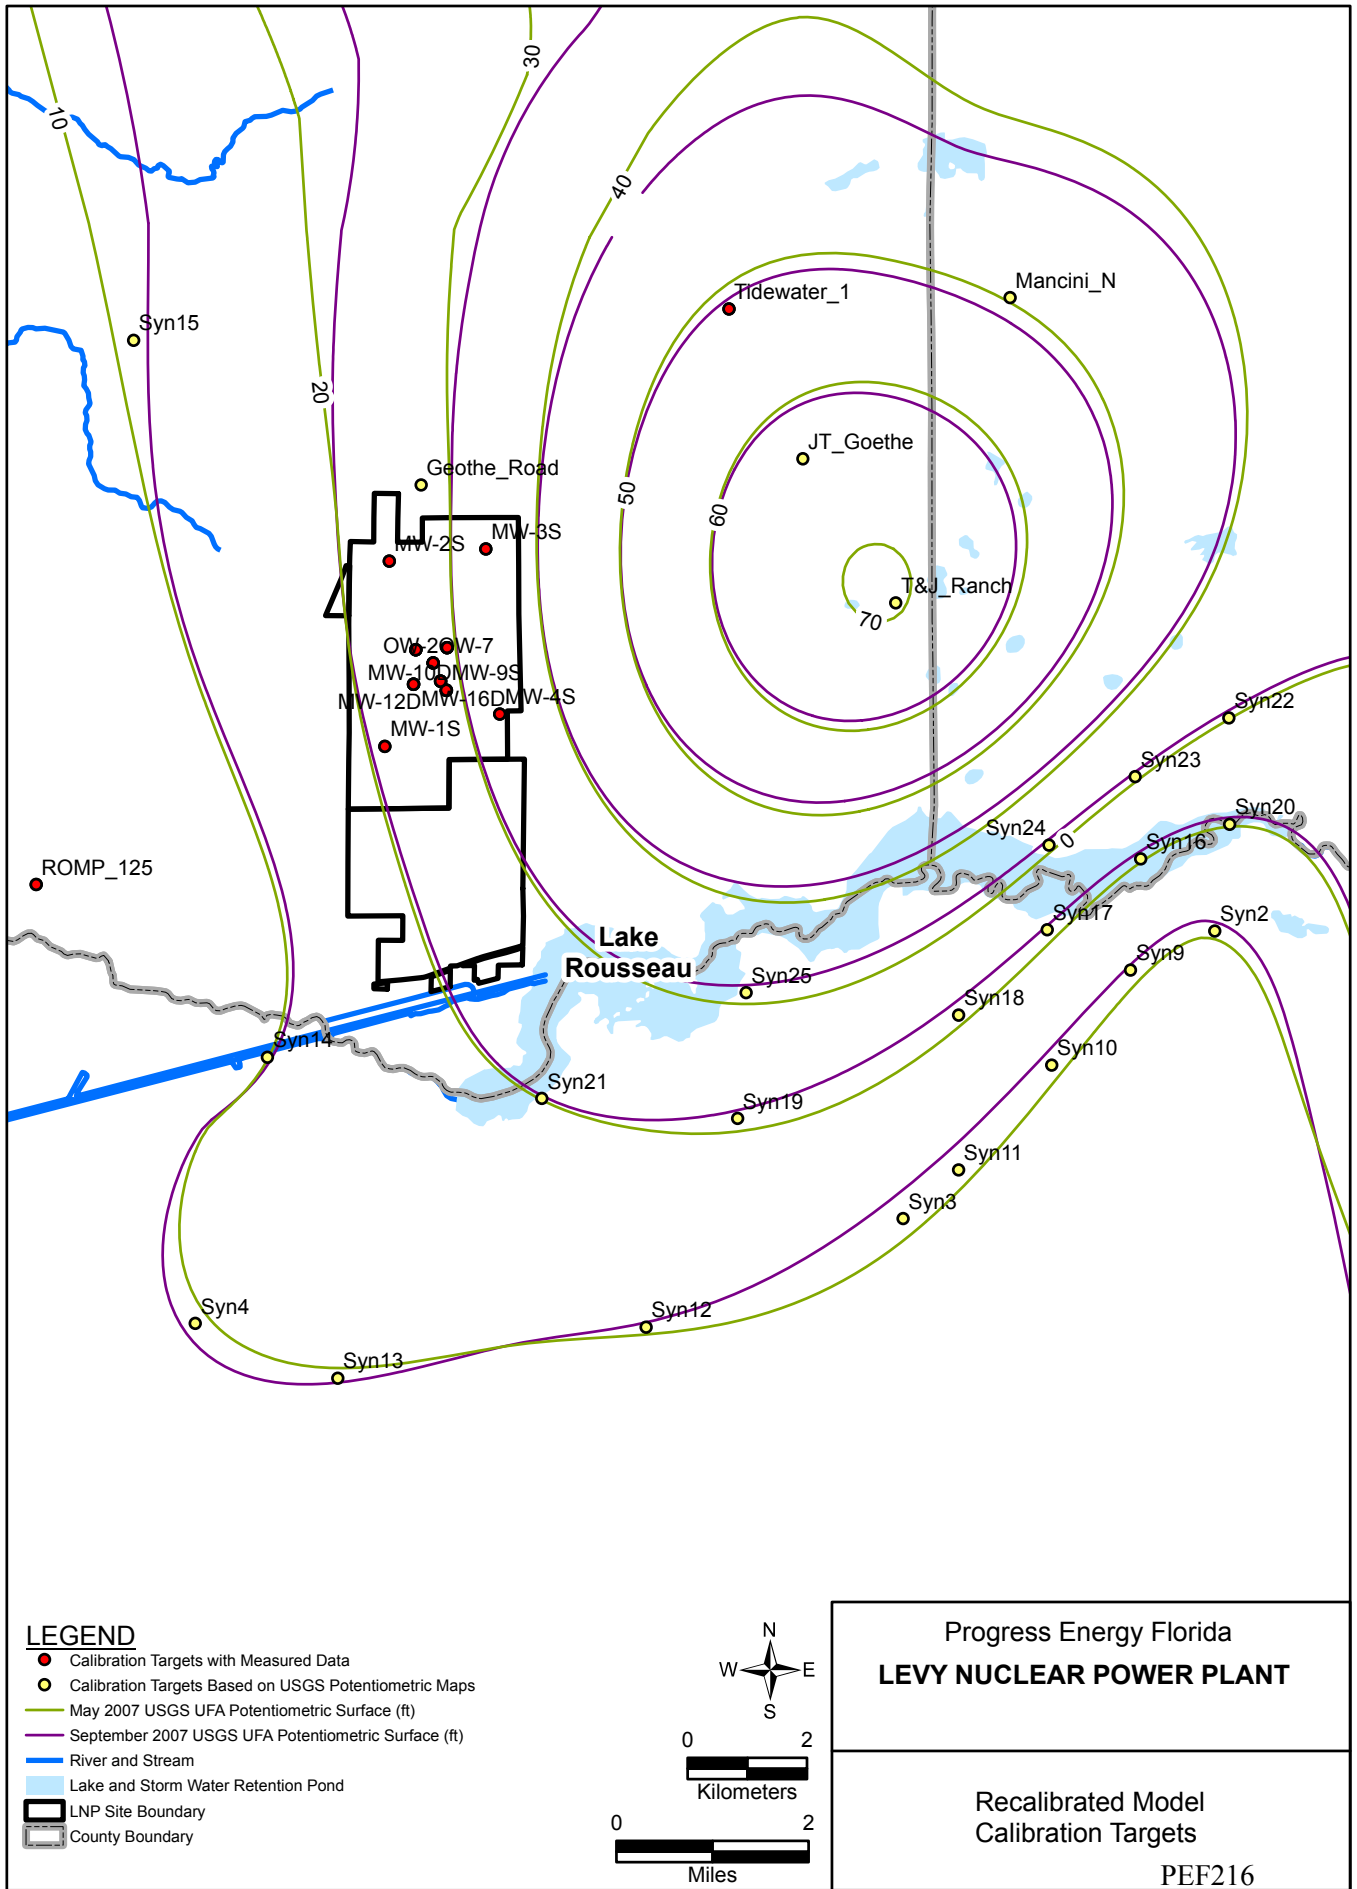 30
10
40
Mancini_N
Tidewater_1
Syn15
20
JT_Goethe
Geothe_Road
50
60
MW-3S
MW-2S
T&J_Ranch
70
OW-2
OW-7
MW-10D
MW-9S
MW-12D
MW-16D
MW-4S
Syn22
MW-1S
Syn23
Syn20
Syn24
0
Syn16
ROMP_125
Syn17
Syn2
Lake
Rousseau
Syn9
Syn25
Syn18
Syn14
Syn10
Syn21
Syn19
Syn11
Syn3
Syn4
Syn12
Syn13
LEGEND
Calibration Targets with Measured Data
Calibration Targets Based on USGS Potentiometric Maps
May 2007 USGS UFA Potentiometric Surface (ft)
September 2007 USGS UFA Potentiometric Surface (ft)
River and Stream
Lake and Storm Water Retention Pond
LNP Site Boundary
County Boundary
N
W E
S
0 2
Kilometers
0 2
Miles
Progress Energy Florida
LEVY NUCLEAR POWER PLANT
Recalibrated Model
Calibration Targets
PEF216